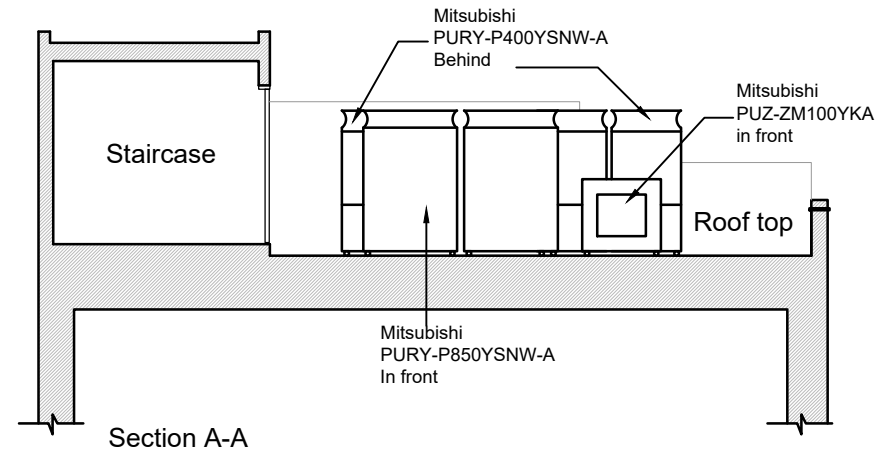 Mitsubishi
PURY-P400YSNW-A
Behind
Mitsubishi
PUZ-ZM100YKA
in front
Staircase
Roof top
Mitsubishi
PURY-P850YSNW-A
In front
Section A-A